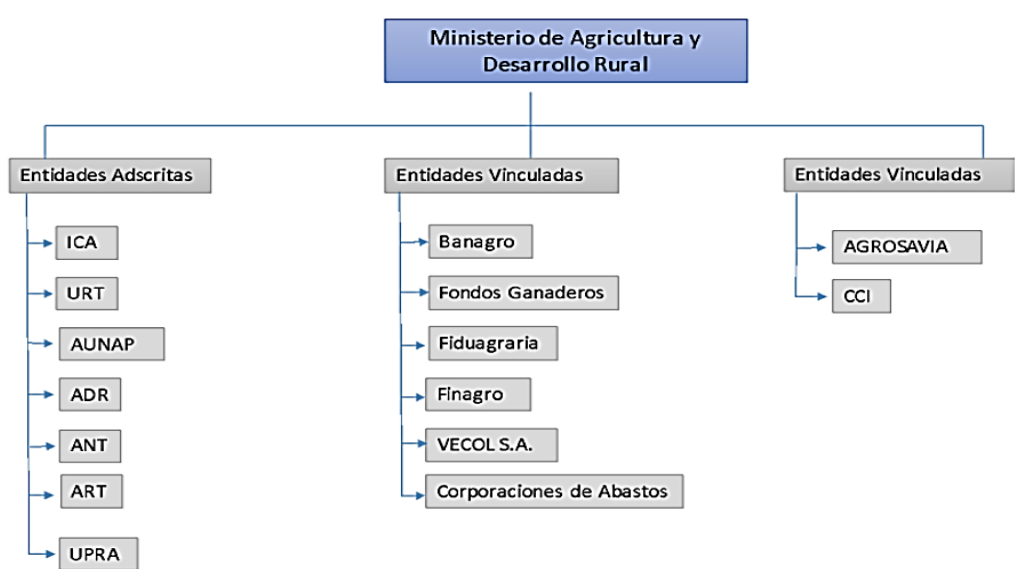 Ministerio de Agricultura y
Desarrollo Rural
Entidades Adscritas
ICA
URT
AUNAP
ADR
ANT
ART
UPRA
Entidades Vinculadas
Banagro
Fondos Ganaderos
Fiduagraria
Finagro
VECOL S.A.
Corporaciones de Abastos
Entidades Vinculadas
AGROSAVIA
CCI